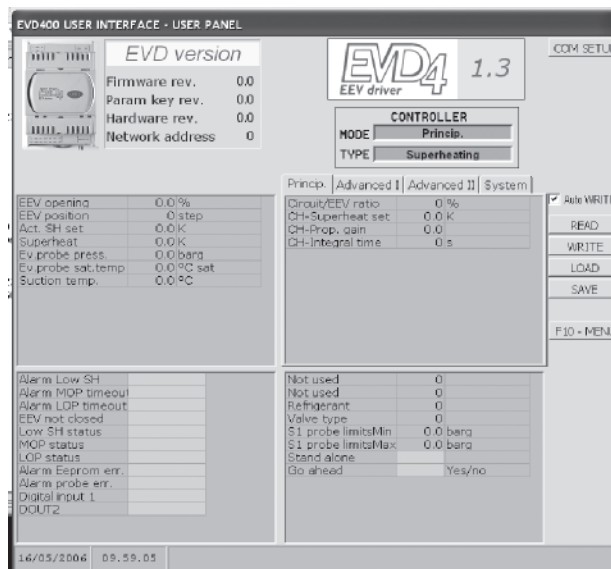 EVD400 USER INTERFACE - USER PANEL
EVD version
Firmware rev. 0.0
Param key rev. 0.0
Hardware rev. 0.0
Network address 0
EVD4 1.3
EEV driver
CONTROLLER
MODE Princip.
TYPE Superheating
COM SETU
Princip. Advanced I Advanced II System
EEV opening 0.0 %
EEV position 0 step
Act. SH set 0.0 K
Superheat 0.0 K
Ev.probe press. 0.0 barg
Ev.probe sat.temp 0.0 °C sat
Suction temp. 0.0 °C
Circuit/EEV ratio 0 %
CH-Superheat set 0.0 K
CH-Prop. gain 0.0
CH-Integral time 0 s
Auto WRIT
READ
WRITE
LOAD
SAVE
F10 - MEN
Alarm Low SH
Alarm MOP timeout
Alarm LOP timeout
EEV not closed
Low SH status
MOP status
LOP status
Alarm Eeprom err.
Alarm probe err.
Digital input 1
DOUT2
Not used 0
Not used 0
Refrigerant 0
Valve type 0
S1 probe limitsMin 0.0 barg
S1 probe limitsMax 0.0 barg
Stand alone
Go ahead Yes/no
16/05/2006 09.59.05